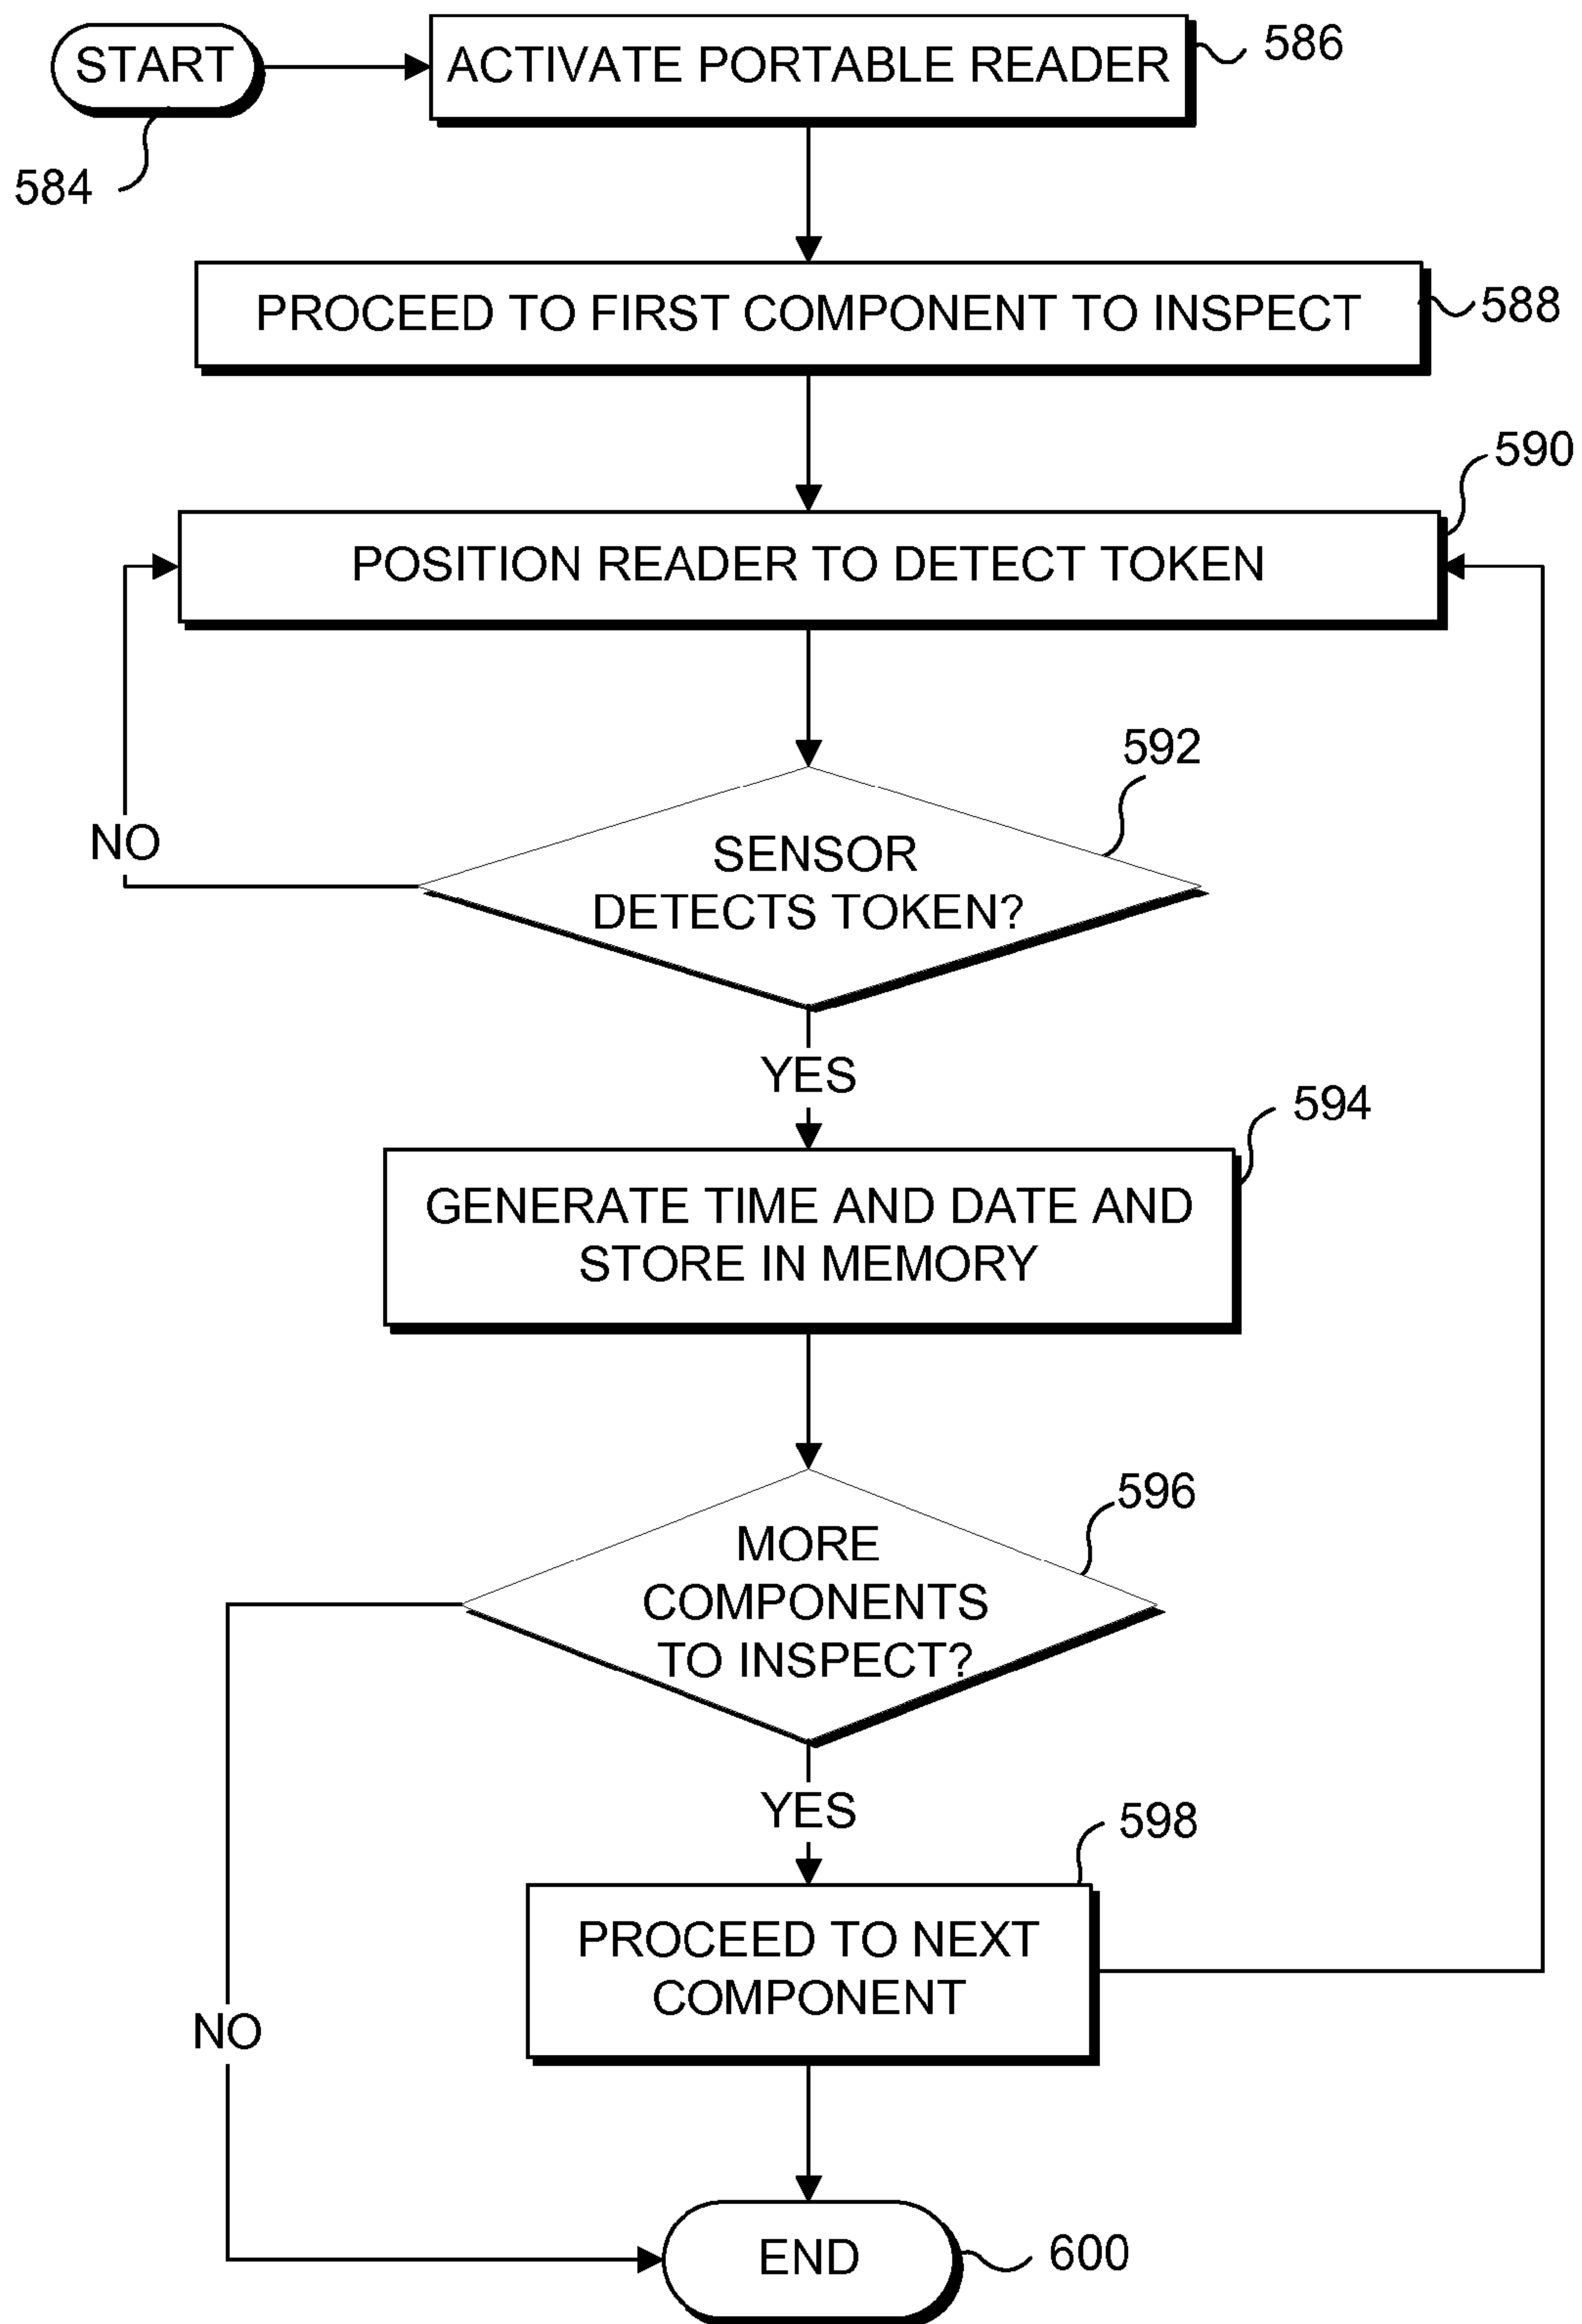 START
ACTIVATE PORTABLE READER
586
584
PROCEED TO FIRST COMPONENT TO INSPECT
588
590
POSITION READER TO DETECT TOKEN
592
NO
SENSOR
DETECTS TOKEN?
YES
594
GENERATE TIME AND DATE AND
STORE IN MEMORY
596
MORE
COMPONENTS
TO INSPECT?
YES
598
PROCEED TO NEXT
COMPONENT
NO
END
600